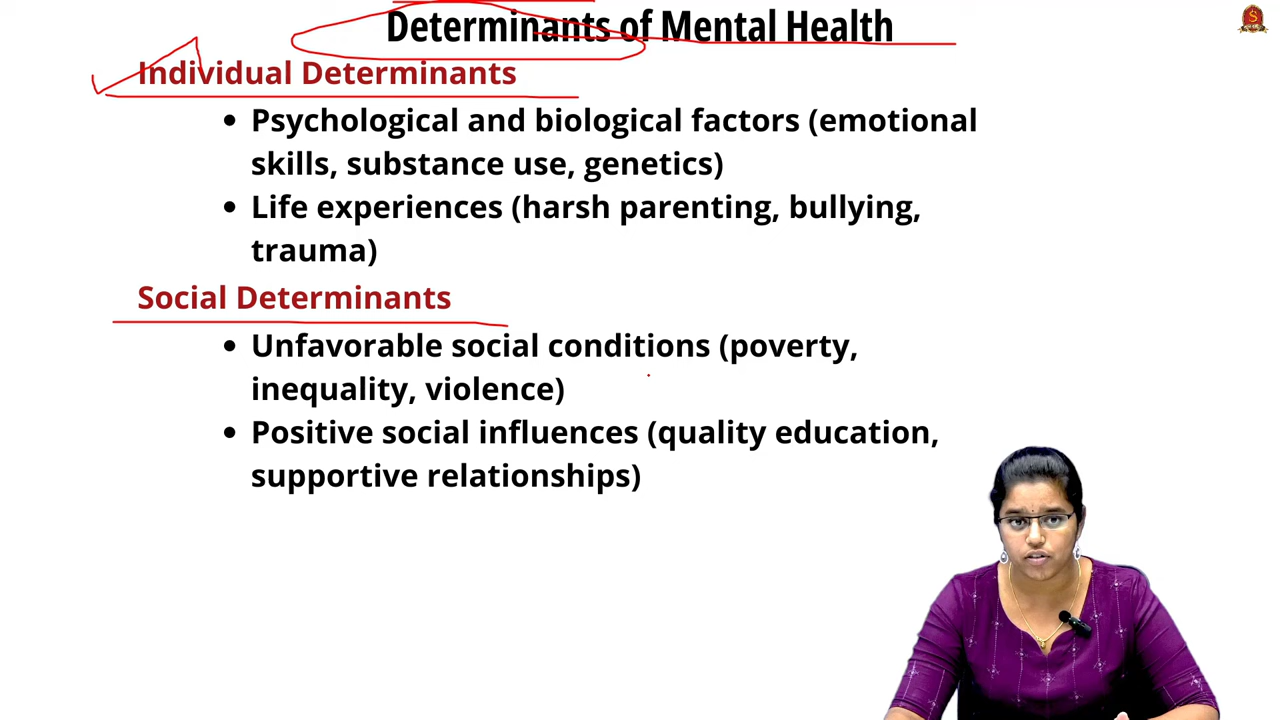 Determinants of Mental Health
Individual Determinants
• Psychological and biological factors (emotional
skills, substance use, genetics)
• Life experiences (harsh parenting, bullying,
trauma)
Social Determinants
• Unfavorable social conditions (poverty,
inequality, violence)
• Positive social influences (quality education,
supportive relationships)